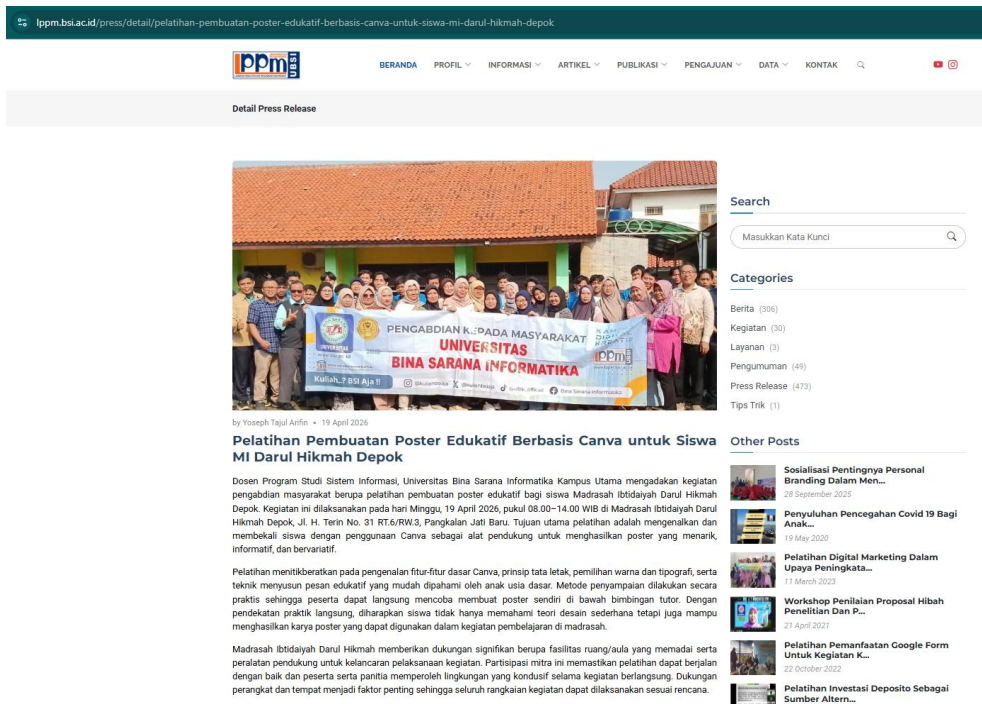 lppm.bsi.ac.id/press/detail/pelatihan-pembuatan-poster-edukatif-berbasis-canva-untuk-siswa-mi-darul-hikmah-depok
lppm UBSI
BERANDA PROFIL INFORMASI ARTIKEL PUBLIKASI PENGAJUAN DATA KONTAK
Detail Press Release
PENGABDIAN KEPADA MASYARAKAT
UNIVERSITAS
BINA SARANA INFORMATIKA
UNIVERSITAS
lppm
Kuliah..? BSI Aja !!
Bina Sarana Informatika
by Yoseph Tajul Arifin • 19 April 2026
Pelatihan Pembuatan Poster Edukatif Berbasis Canva untuk Siswa
MI Darul Hikmah Depok
Dosen Program Studi Sistem Informasi, Universitas Bina Sarana Informatika Kampus Utama mengadakan kegiatan
pengabdian masyarakat berupa pelatihan pembuatan poster edukatif bagi siswa Madrasah Ibtidaiyah Darul Hikmah
Depok. Kegiatan ini dilaksanakan pada hari Minggu, 19 April 2026, pukul 08.00–14.00 WIB di Madrasah Ibtidaiyah Darul
Hikmah Depok, Jl. H. Terin No. 31 RT.6/RW.3, Pangkalan Jati Baru. Tujuan utama pelatihan adalah mengenalkan dan
membekali siswa dengan penggunaan Canva sebagai alat pendukung untuk menghasilkan poster yang menarik,
informatif, dan bervariatif.
Pelatihan menitikberatkan pada pengenalan fitur-fitur dasar Canva, prinsip tata letak, pemilihan warna dan tipografi, serta
teknik menyusun pesan edukatif yang mudah dipahami oleh anak usia dasar. Metode penyampaian dilakukan secara
praktis sehingga peserta dapat langsung mencoba membuat poster sendiri di bawah bimbingan tutor. Dengan
pendekatan praktik langsung, diharapkan siswa tidak hanya memahami teori desain sederhana tetapi juga mampu
menghasilkan karya poster yang dapat digunakan dalam kegiatan pembelajaran di madrasah.
Madrasah Ibtidaiyah Darul Hikmah memberikan dukungan signifikan berupa fasilitas ruang/aula yang memadai serta
peralatan pendukung untuk kelancaran pelaksanaan kegiatan. Partisipasi mitra ini memastikan pelatihan dapat berjalan
dengan baik dan peserta serta panitia memperoleh lingkungan yang kondusif selama kegiatan berlangsung. Dukungan
perangkat dan tempat menjadi faktor penting sehingga seluruh rangkaian kegiatan dapat dilaksanakan sesuai rencana.
Search
Masukkan Kata Kunci
Categories
Berita (306)
Kegiatan (30)
Layanan (3)
Pengumuman (49)
Press Release (473)
Tips Trik (1)
Other Posts
Sosialisasi Pentingnya Personal
Branding Dalam Men...
28 September 2025
Penyuluhan Pencegahan Covid 19 Bagi
Anak...
19 May 2020
Pelatihan Digital Marketing Dalam
Upaya Peningkata...
11 March 2023
Workshop Penilaian Proposal Hibah
Penelitian Dan P...
21 April 2021
Pelatihan Pemanfaatan Google Form
Untuk Kegiatan K...
22 October 2022
Pelatihan Investasi Deposito Sebagai
Sumber Altern...